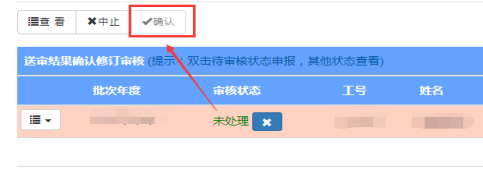 查 看 中止 确认
送审结果确认修订审核 (提示：双击待审核状态申报，其他状态查看)
批次年度 审核状态 工号 姓名
未处理